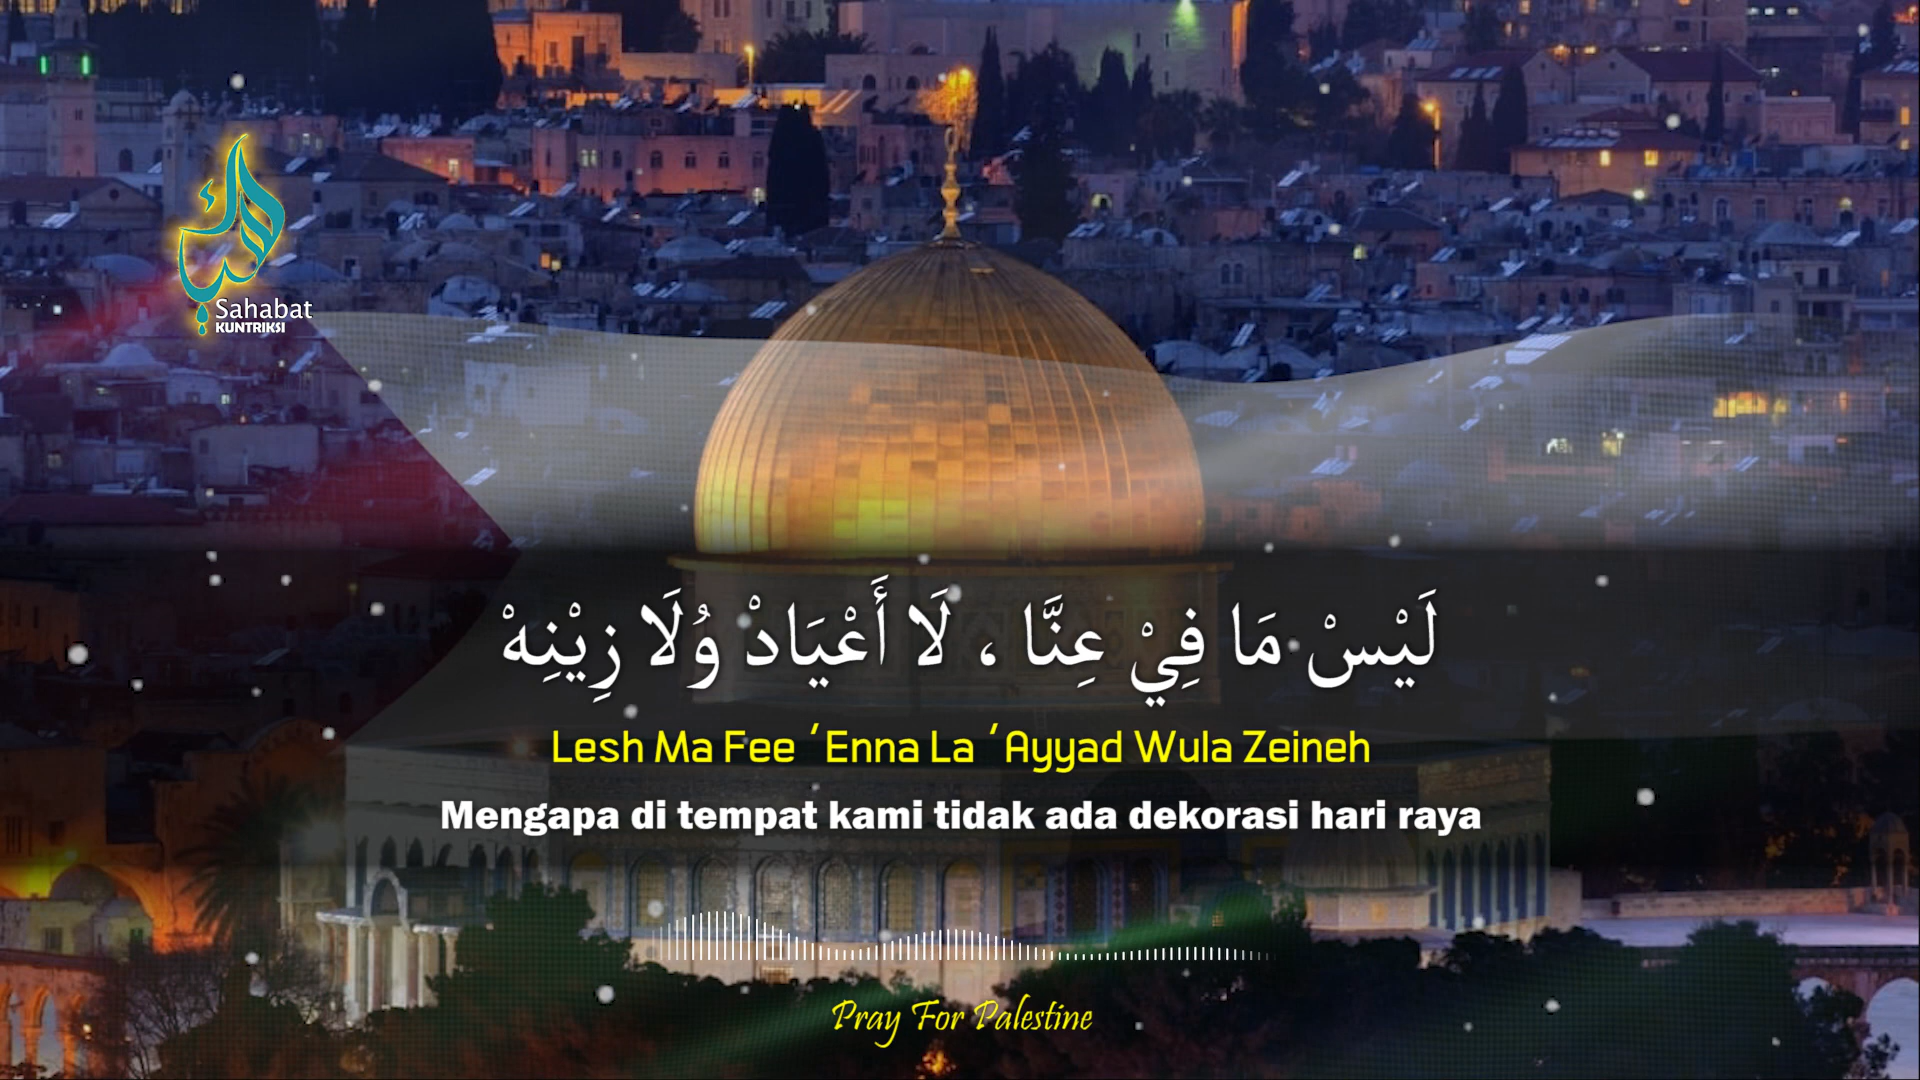 Sahabat
KUNTRIKSI
لَيْسْ مَا فِيْ عِنَّا ، لَا أَعْيَادْ وُلَا زِيْنِهْ
Lesh Ma Fee ´Enna La ´Ayyad Wula Zeineh
Mengapa di tempat kami tidak ada dekorasi hari raya
Pray For Palestine